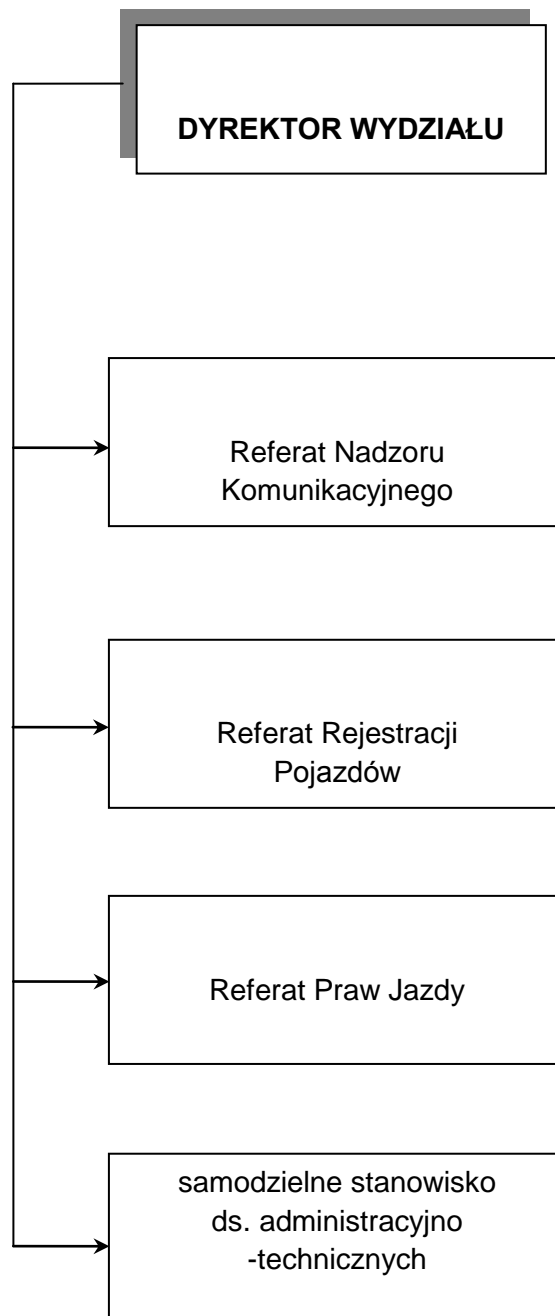 DYREKTOR WYDZIAŁU
Referat Nadzoru
Komunikacyjnego
Referat Rejestracji
Pojazdów
Referat Praw Jazdy
samodzielne stanowisko
ds. administracyjno
-technicznych